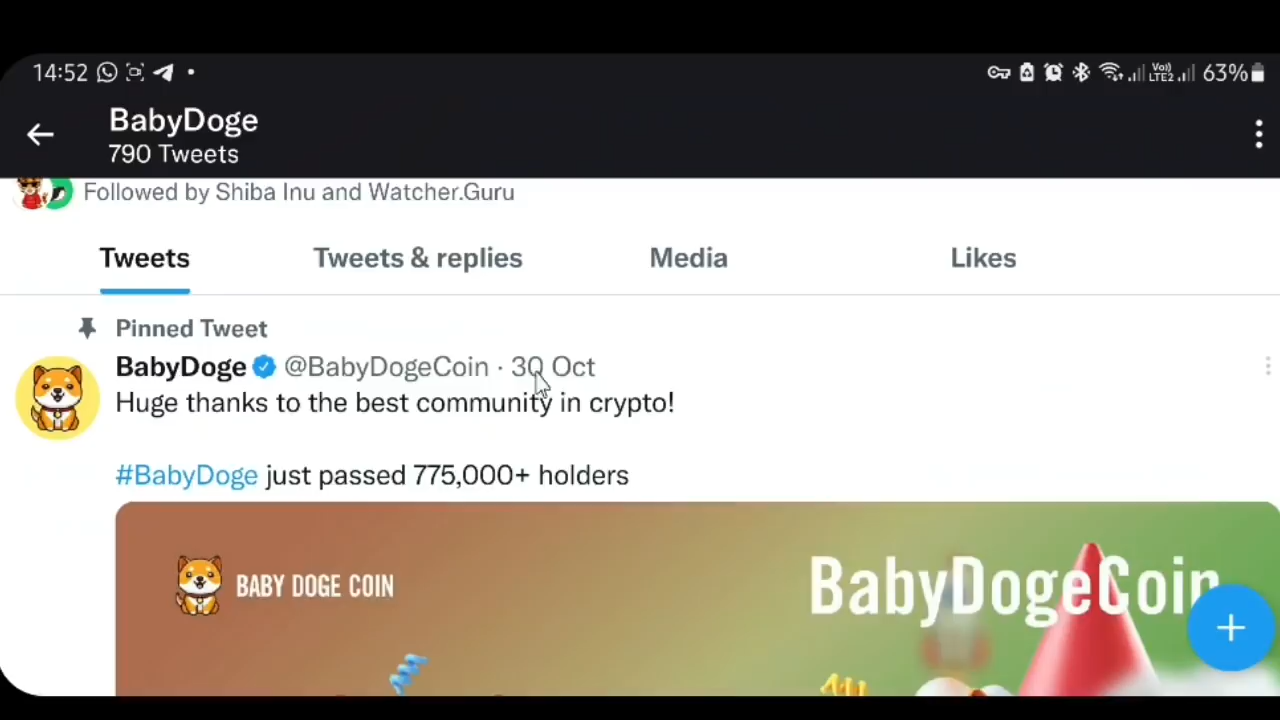 14:52 63%
BabyDoge
790 Tweets
Followed by Shiba Inu and Watcher.Guru
Tweets Tweets & replies Media Likes
Pinned Tweet
BabyDoge @BabyDogeCoin · 30 Oct
Huge thanks to the best community in crypto!
#BabyDoge just passed 775,000+ holders
BABY DOGE COIN BabyDogeCoin